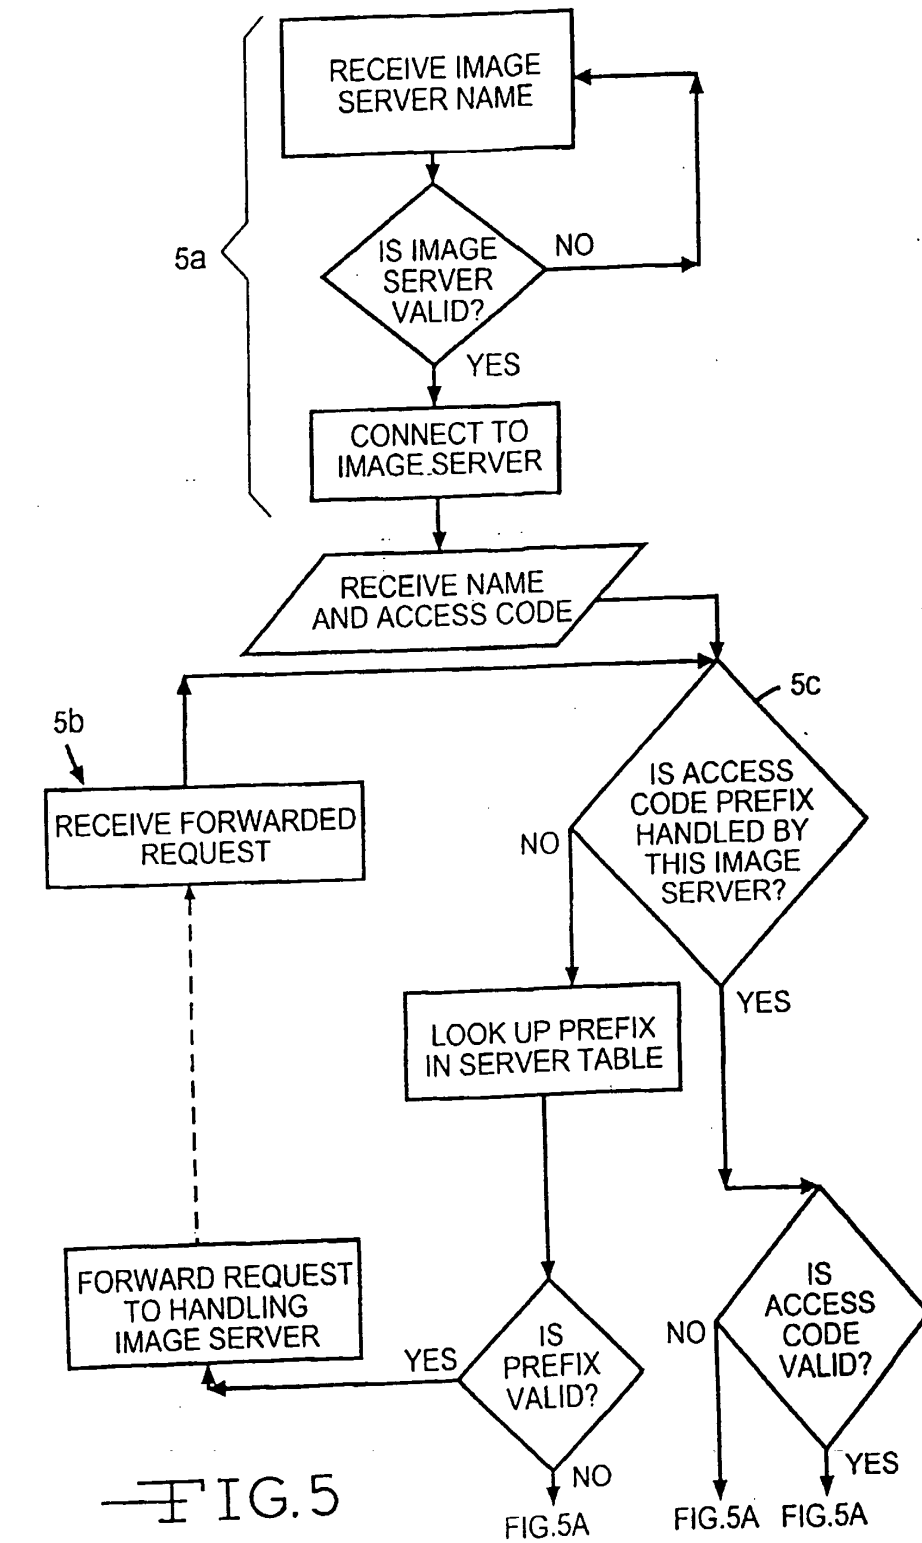 RECEIVE IMAGE
SERVER NAME
5a
IS IMAGE
SERVER
VALID?
NO
YES
CONNECT TO
IMAGE SERVER
RECEIVE NAME
AND ACCESS CODE
5c
5b
IS ACCESS
CODE PREFIX
HANDLED BY
THIS IMAGE
SERVER?
RECEIVE FORWARDED
REQUEST
NO
YES
LOOK UP PREFIX
IN SERVER TABLE
FORWARD REQUEST
TO HANDLING
IMAGE SERVER
YES
IS
PREFIX
VALID?
NO
IS
ACCESS
CODE
VALID?
NO
YES
FIG.5A
FIG.5A
FIG.5A
FIG.5